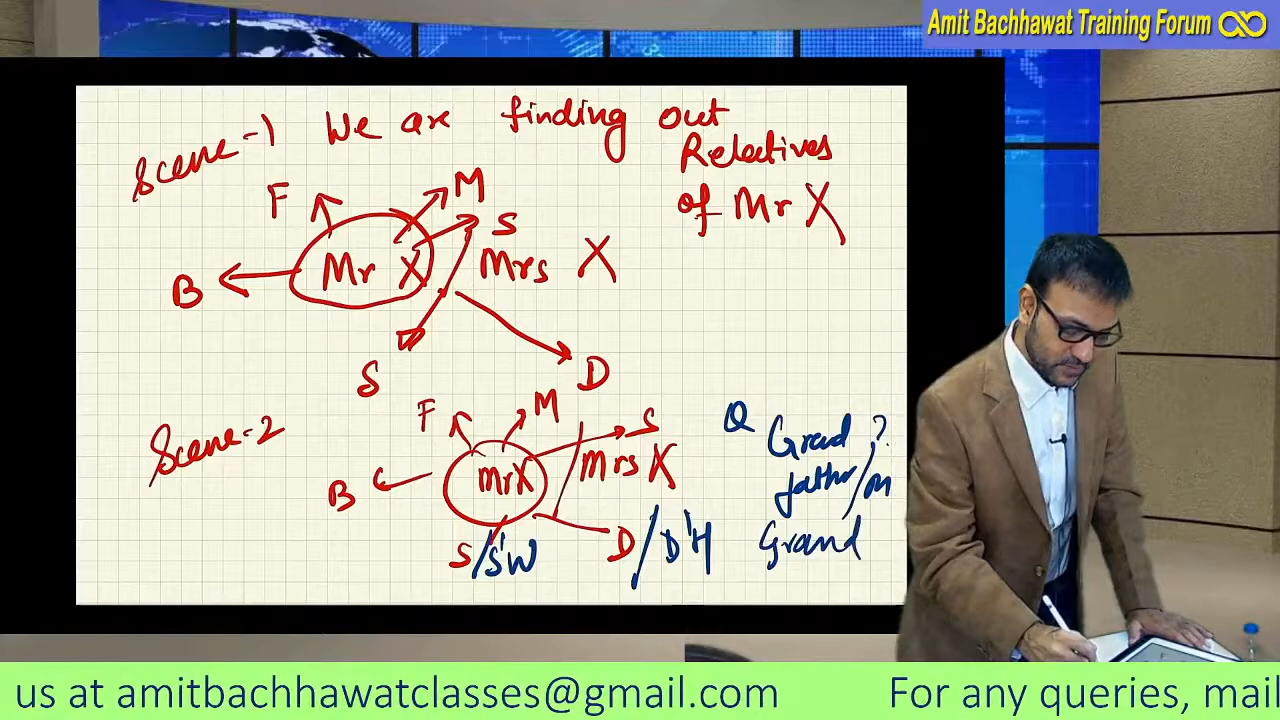 Amit Bachhawat Training Forum
Scene-1 We are finding out
Relatives
of Mr X
F
M
S
Mr X
Mrs X
B
S
D
Scene-2
F
M
S
Mr X
Mrs X
B
S/S'W
D/D'H
Q Grand ?
father/m
Grand
us at amitbachhawatclasses@gmail.com For any queries, mail